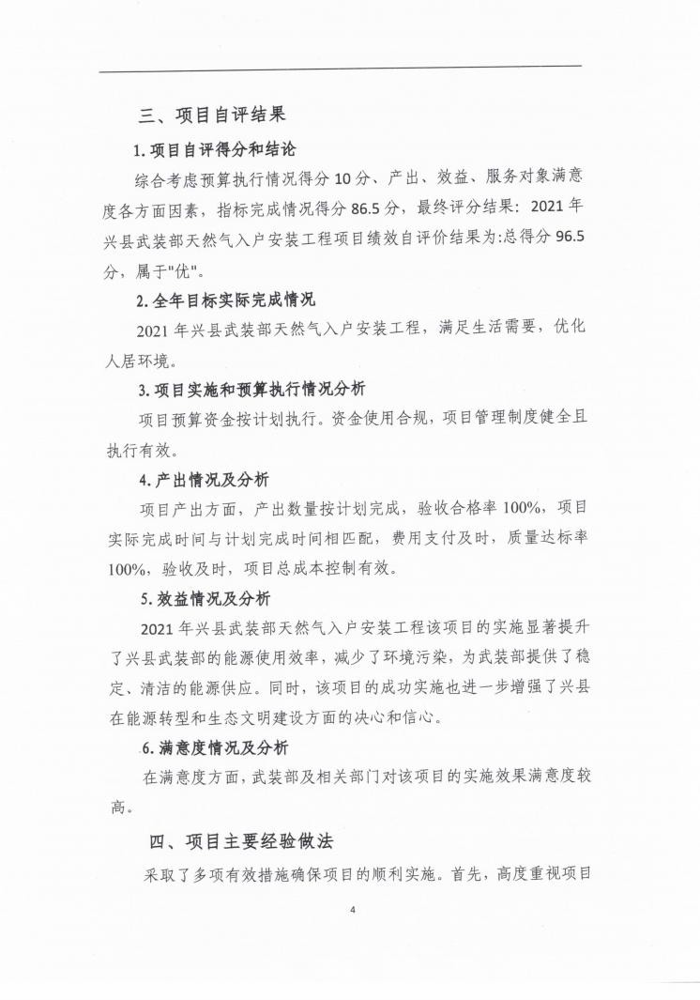 三、项目自评结果
1.项目自评得分和结论
综合考虑预算执行情况得分 10 分、产出、效益、服务对象满意
度各方面因素，指标完成情况得分 86.5 分，最终评分结果：2021 年
兴县武装部天然气入户安装工程项目绩效自评价结果为:总得分 96.5
分，属于"优"。
2.全年目标实际完成情况
2021 年兴县武装部天然气入户安装工程，满足生活需要，优化
人居环境。
3.项目实施和预算执行情况分析
项目预算资金按计划执行。资金使用合规，项目管理制度健全且
执行有效。
4.产出情况及分析
项目产出方面，产出数量按计划完成，验收合格率 100%，项目
实际完成时间与计划完成时间相匹配，费用支付及时，质量达标率
100%，验收及时，项目总成本控制有效。
5.效益情况及分析
2021 年兴县武装部天然气入户安装工程该项目的实施显著提升
了兴县武装部的能源使用效率，减少了环境污染，为武装部提供了稳
定、清洁的能源供应。同时，该项目的成功实施也进一步增强了兴县
在能源转型和生态文明建设方面的决心和信心。
6.满意度情况及分析
在满意度方面，武装部及相关部门对该项目的实施效果满意度较
高。
四、项目主要经验做法
采取了多项有效措施确保项目的顺利实施。首先，高度重视项目
4